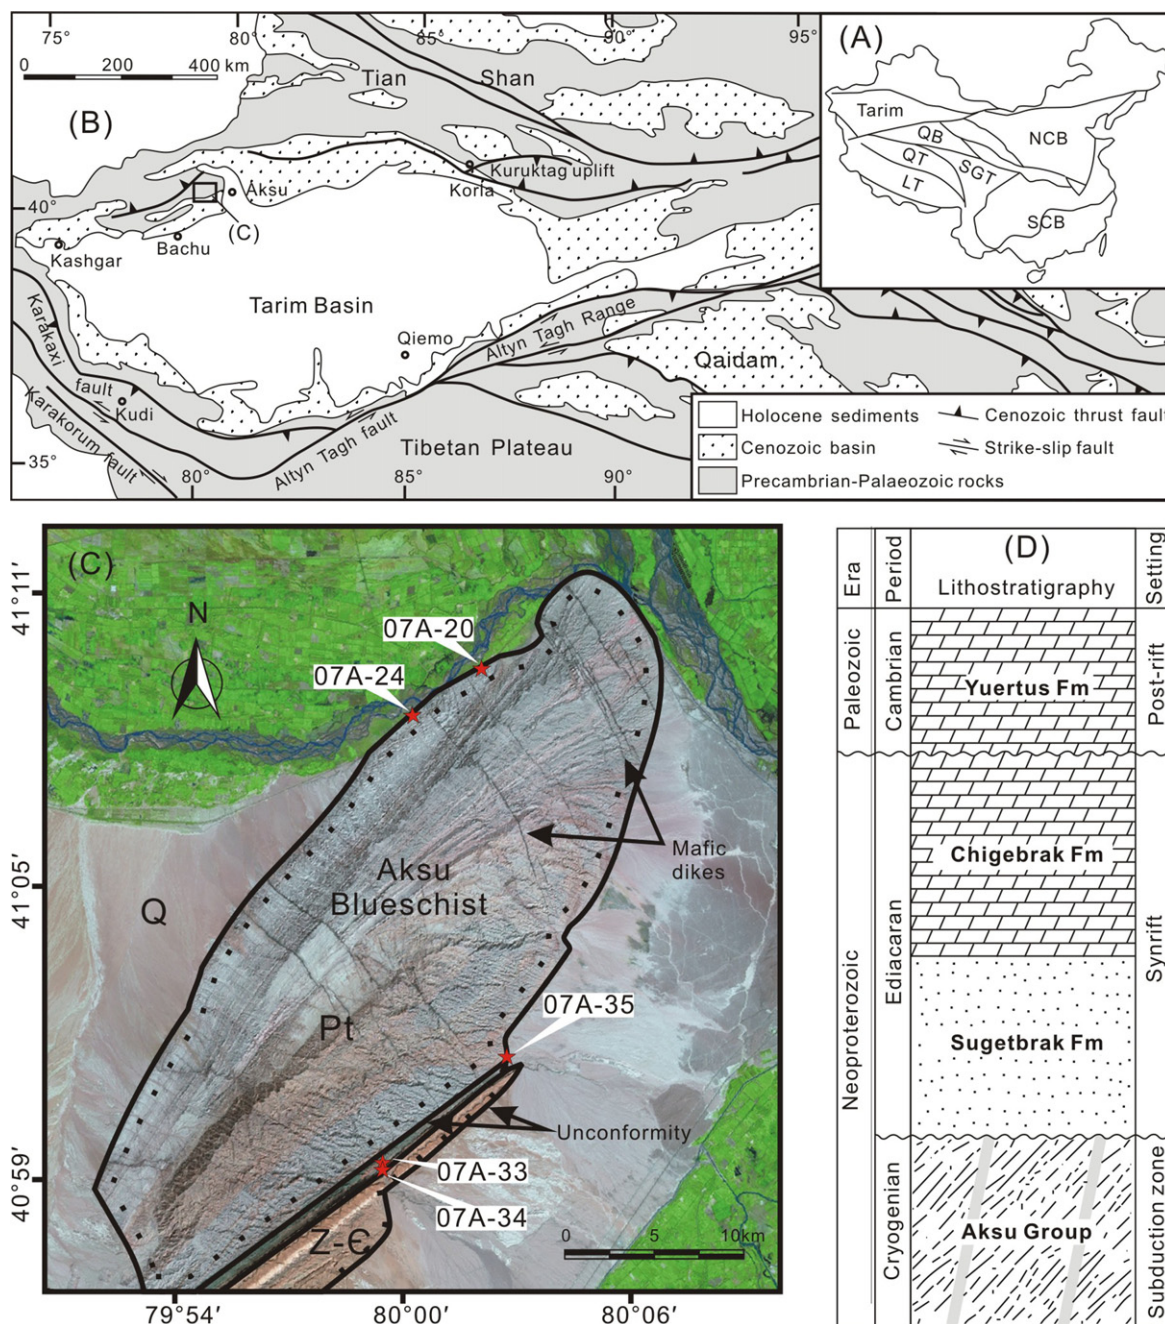 75°
80°
85°
90°
95°
0
200
400 km
Tian
Shan
(B)
Kuruktag uplift
Korla
Aksu
40°
(C)
Bachu
Kashgar
Tarim Basin
Qiemo
Altyn Tagh Range
Qaidam
Karakaxi
fault
Kudi
Karakorum fault
Altyn Tagh fault
Tibetan Plateau
35°
80°
85°
90°
(A)
Tarim
QB
NCB
QT
SGT
LT
SCB
Holocene sediments
Cenozoic thrust fault
Cenozoic basin
Strike-slip fault
Precambrian-Palaeozoic rocks
(C)
N
41°11′
41°05′
40°59′
07A-20
07A-24
Mafic
dikes
Aksu
Blueschist
Q
Pt
07A-35
Unconformity
07A-33
07A-34
Z-Є
0
5
10km
79°54′
80°00′
80°06′
(D)
Era
Period
Lithostratigraphy
Setting
Paleozoic
Cambrian
Yuertus Fm
Post-rift
Neoproterozoic
Ediacaran
Chigebrak Fm
Synrift
Sugetbrak Fm
Cryogenian
Aksu Group
Subduction zone